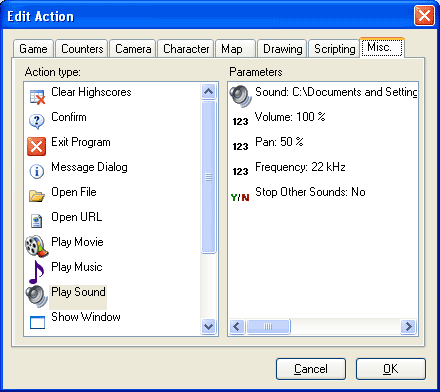 Edit Action
Game Counters Camera Character Map Drawing Scripting Misc.
Action type:
Clear Highscores
Confirm
Exit Program
Message Dialog
Open File
Open URL
Play Movie
Play Music
Play Sound
Show Window
Parameters
Sound: C:\Documents and Setting
123 Volume: 100 %
123 Pan: 50 %
123 Frequency: 22 kHz
Y/N Stop Other Sounds: No
Cancel OK